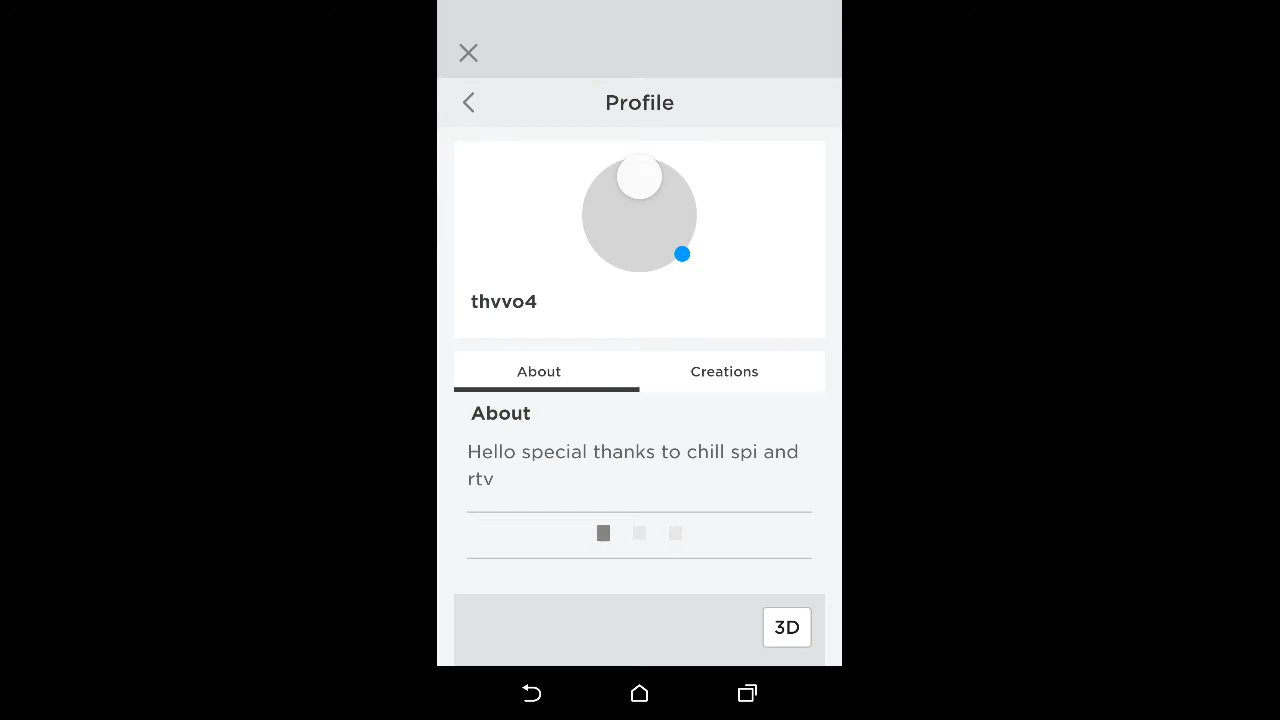 Profile
thvvo4
About
Creations
About
Hello special thanks to chill spi and
rtv
3D